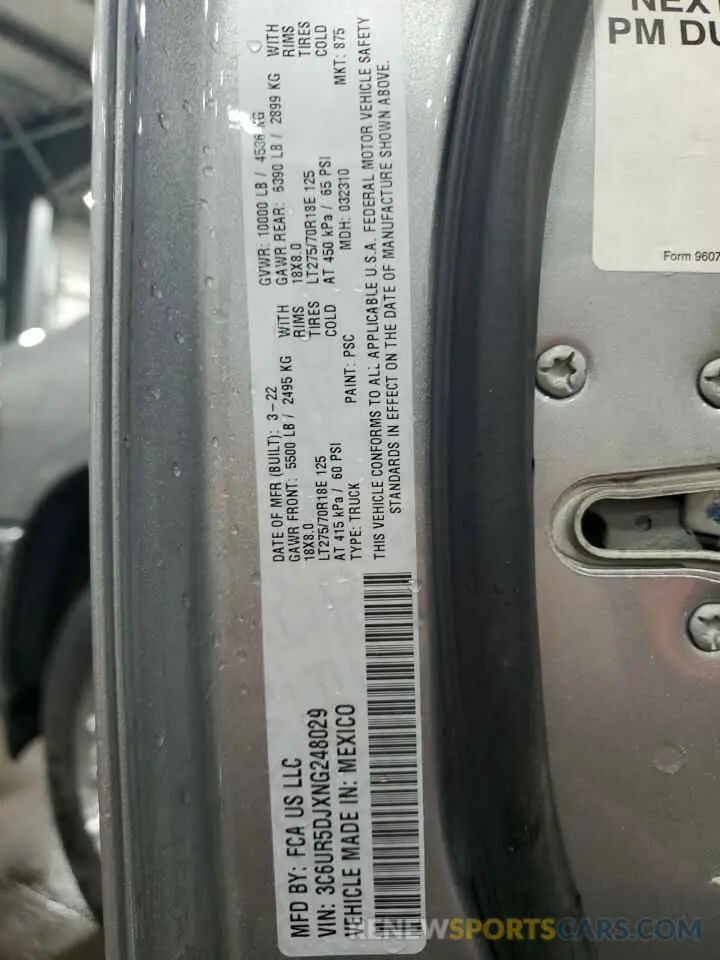 MFD BY: FCA US LLC
VIN: 3C6UR5DJXNG248029
VEHICLE MADE IN: MEXICO
DATE OF MFR (BUILT): 3-22 GVWR: 10000 LB / 4536 KG
GAWR FRONT: 5500 LB / 2495 KG WITH GAWR REAR: 6390 LB / 2899 KG WITH
18X8.0 RIMS 18X8.0 RIMS
LT275/70R18E 125 TIRES LT275/70R18E 125 TIRES
AT 415 kPa / 60 PSI COLD AT 450 kPa / 65 PSI COLD
TYPE: TRUCK PAINT: PSC MDH: 032310 MKT: 875
THIS VEHICLE CONFORMS TO ALL APPLICABLE U.S.A. FEDERAL MOTOR VEHICLE SAFETY
STANDARDS IN EFFECT ON THE DATE OF MANUFACTURE SHOWN ABOVE.
PM
Form 9607
RENEWSPORTSCARS.COM